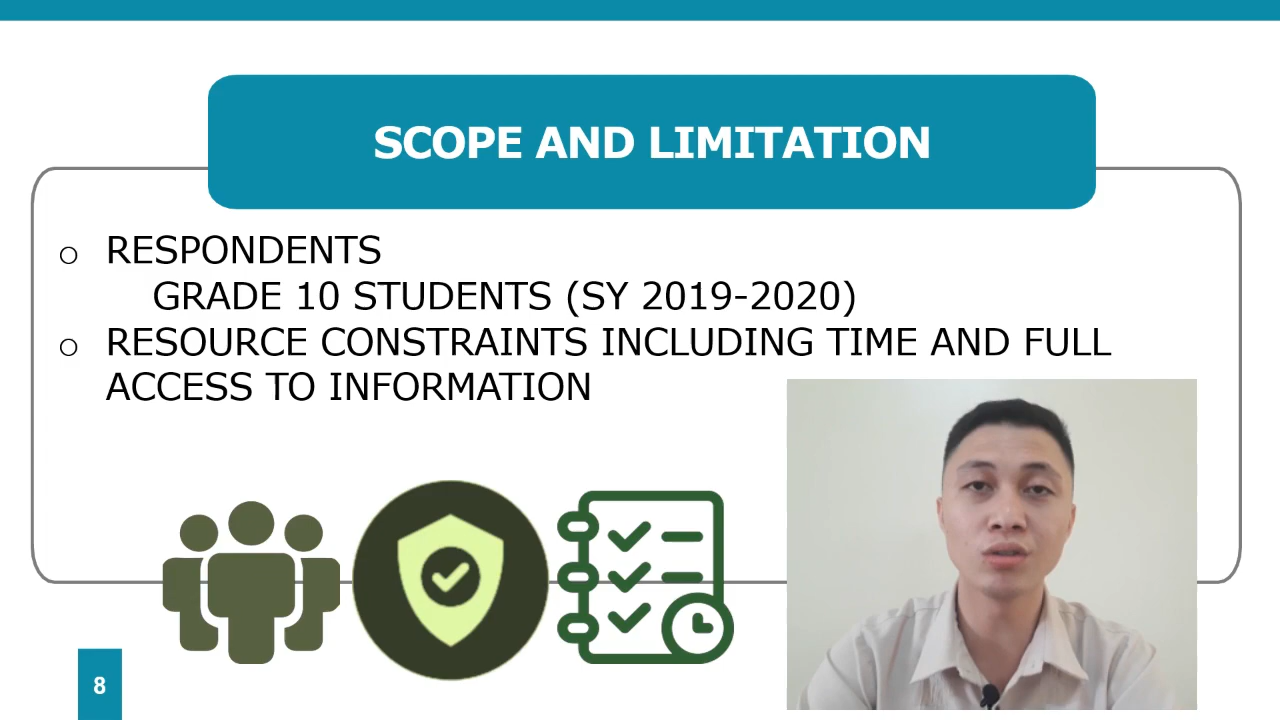 SCOPE AND LIMITATION
o RESPONDENTS
GRADE 10 STUDENTS (SY 2019-2020)
o RESOURCE CONSTRAINTS INCLUDING TIME AND FULL
ACCESS TO INFORMATION
8